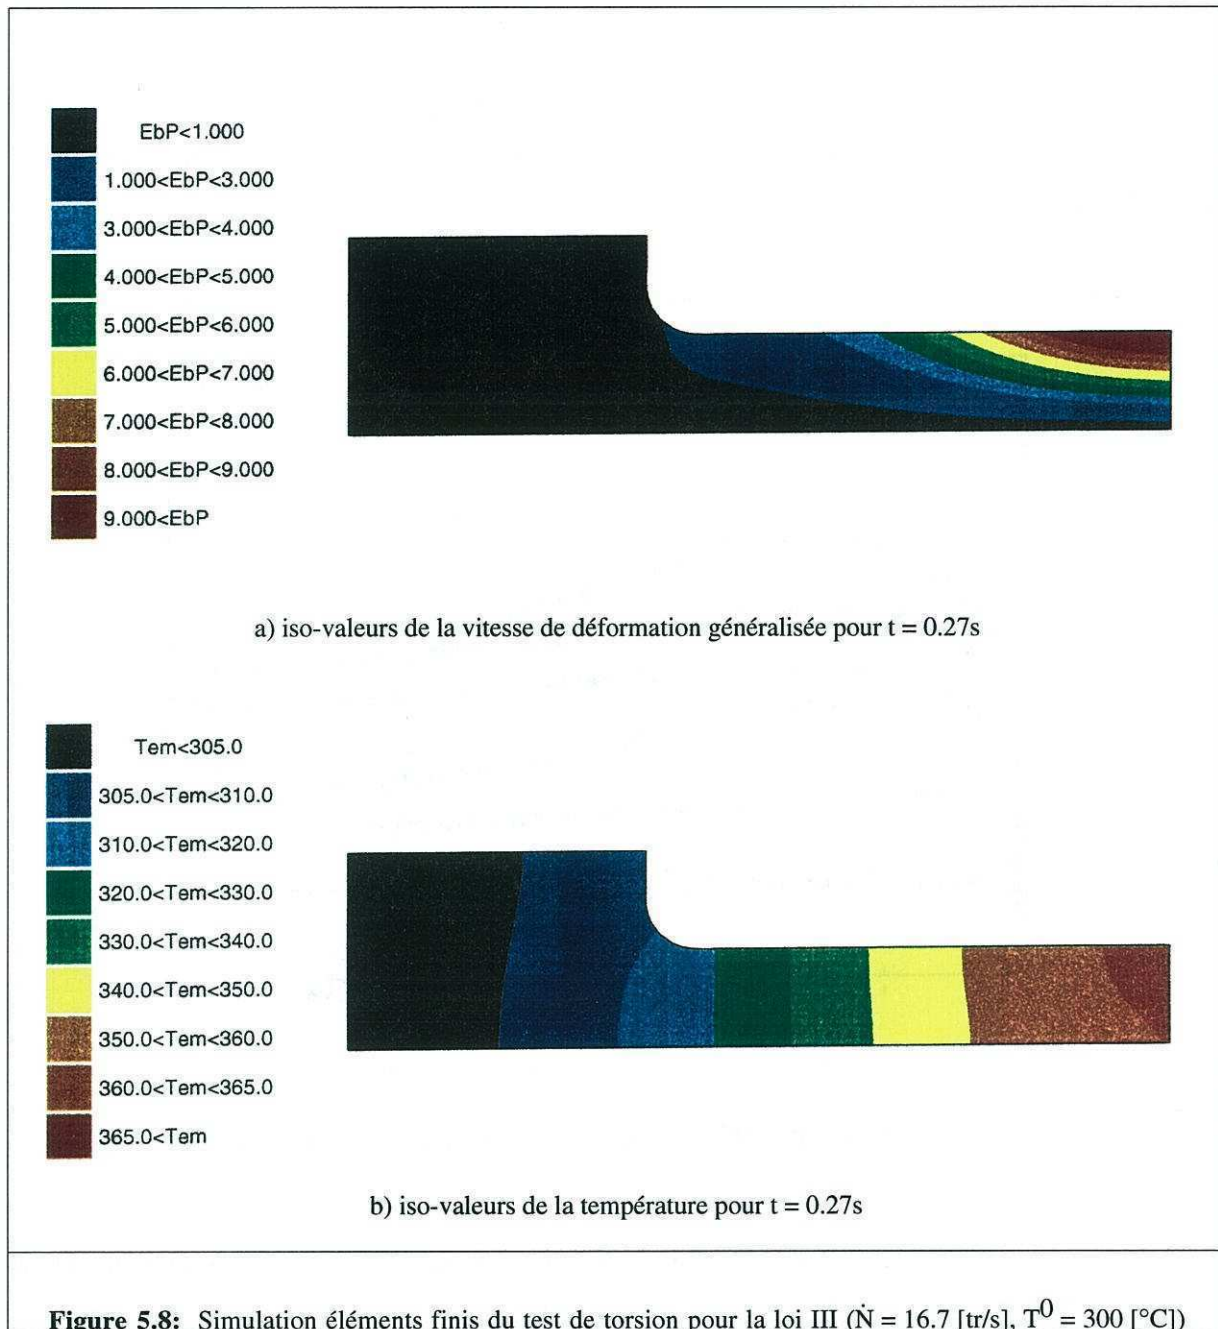 EbP<1.000
1.000<EbP<3.000
3.000<EbP<4.000
4.000<EbP<5.000
5.000<EbP<6.000
6.000<EbP<7.000
7.000<EbP<8.000
8.000<EbP<9.000
9.000<EbP
a) iso-valeurs de la vitesse de déformation généralisée pour t = 0.27s
Tem<305.0
305.0<Tem<310.0
310.0<Tem<320.0
320.0<Tem<330.0
330.0<Tem<340.0
340.0<Tem<350.0
350.0<Tem<360.0
360.0<Tem<365.0
365.0<Tem
b) iso-valeurs de la température pour t = 0.27s
Figure 5.8: Simulation éléments finis du test de torsion pour la loi III (Ṅ = 16.7 [tr/s], T⁰ = 300 [°C])